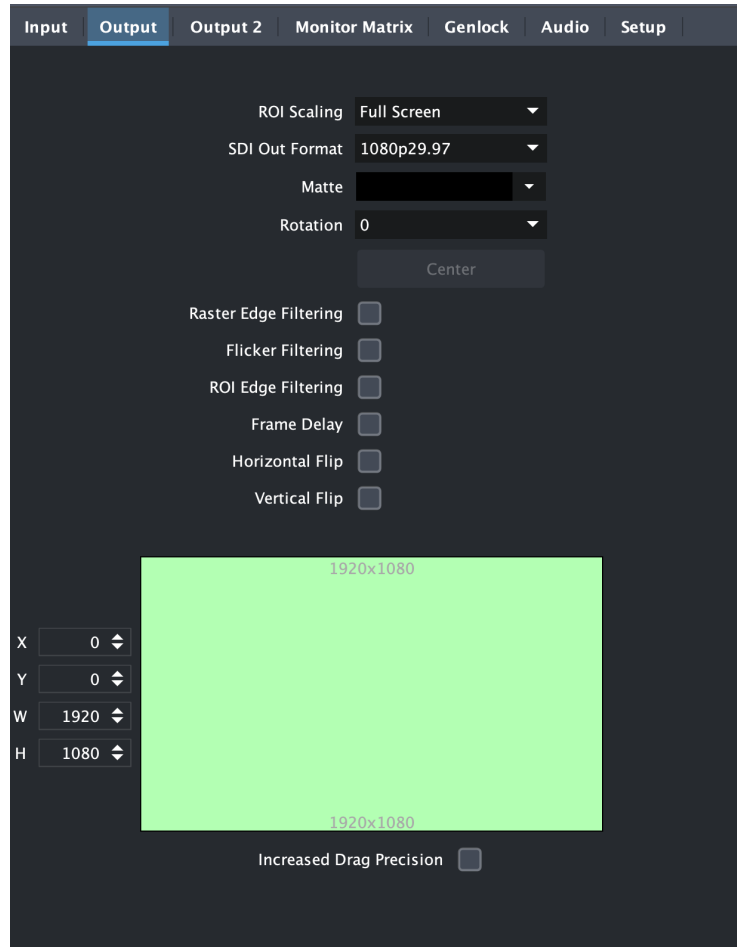 Input Output Output 2 Monitor Matrix Genlock Audio Setup
ROI Scaling Full Screen
SDI Out Format 1080p29.97
Matte
Rotation 0
Center
Raster Edge Filtering
Flicker Filtering
ROI Edge Filtering
Frame Delay
Horizontal Flip
Vertical Flip
1920x1080
X 0
Y 0
W 1920
H 1080
1920x1080
Increased Drag Precision